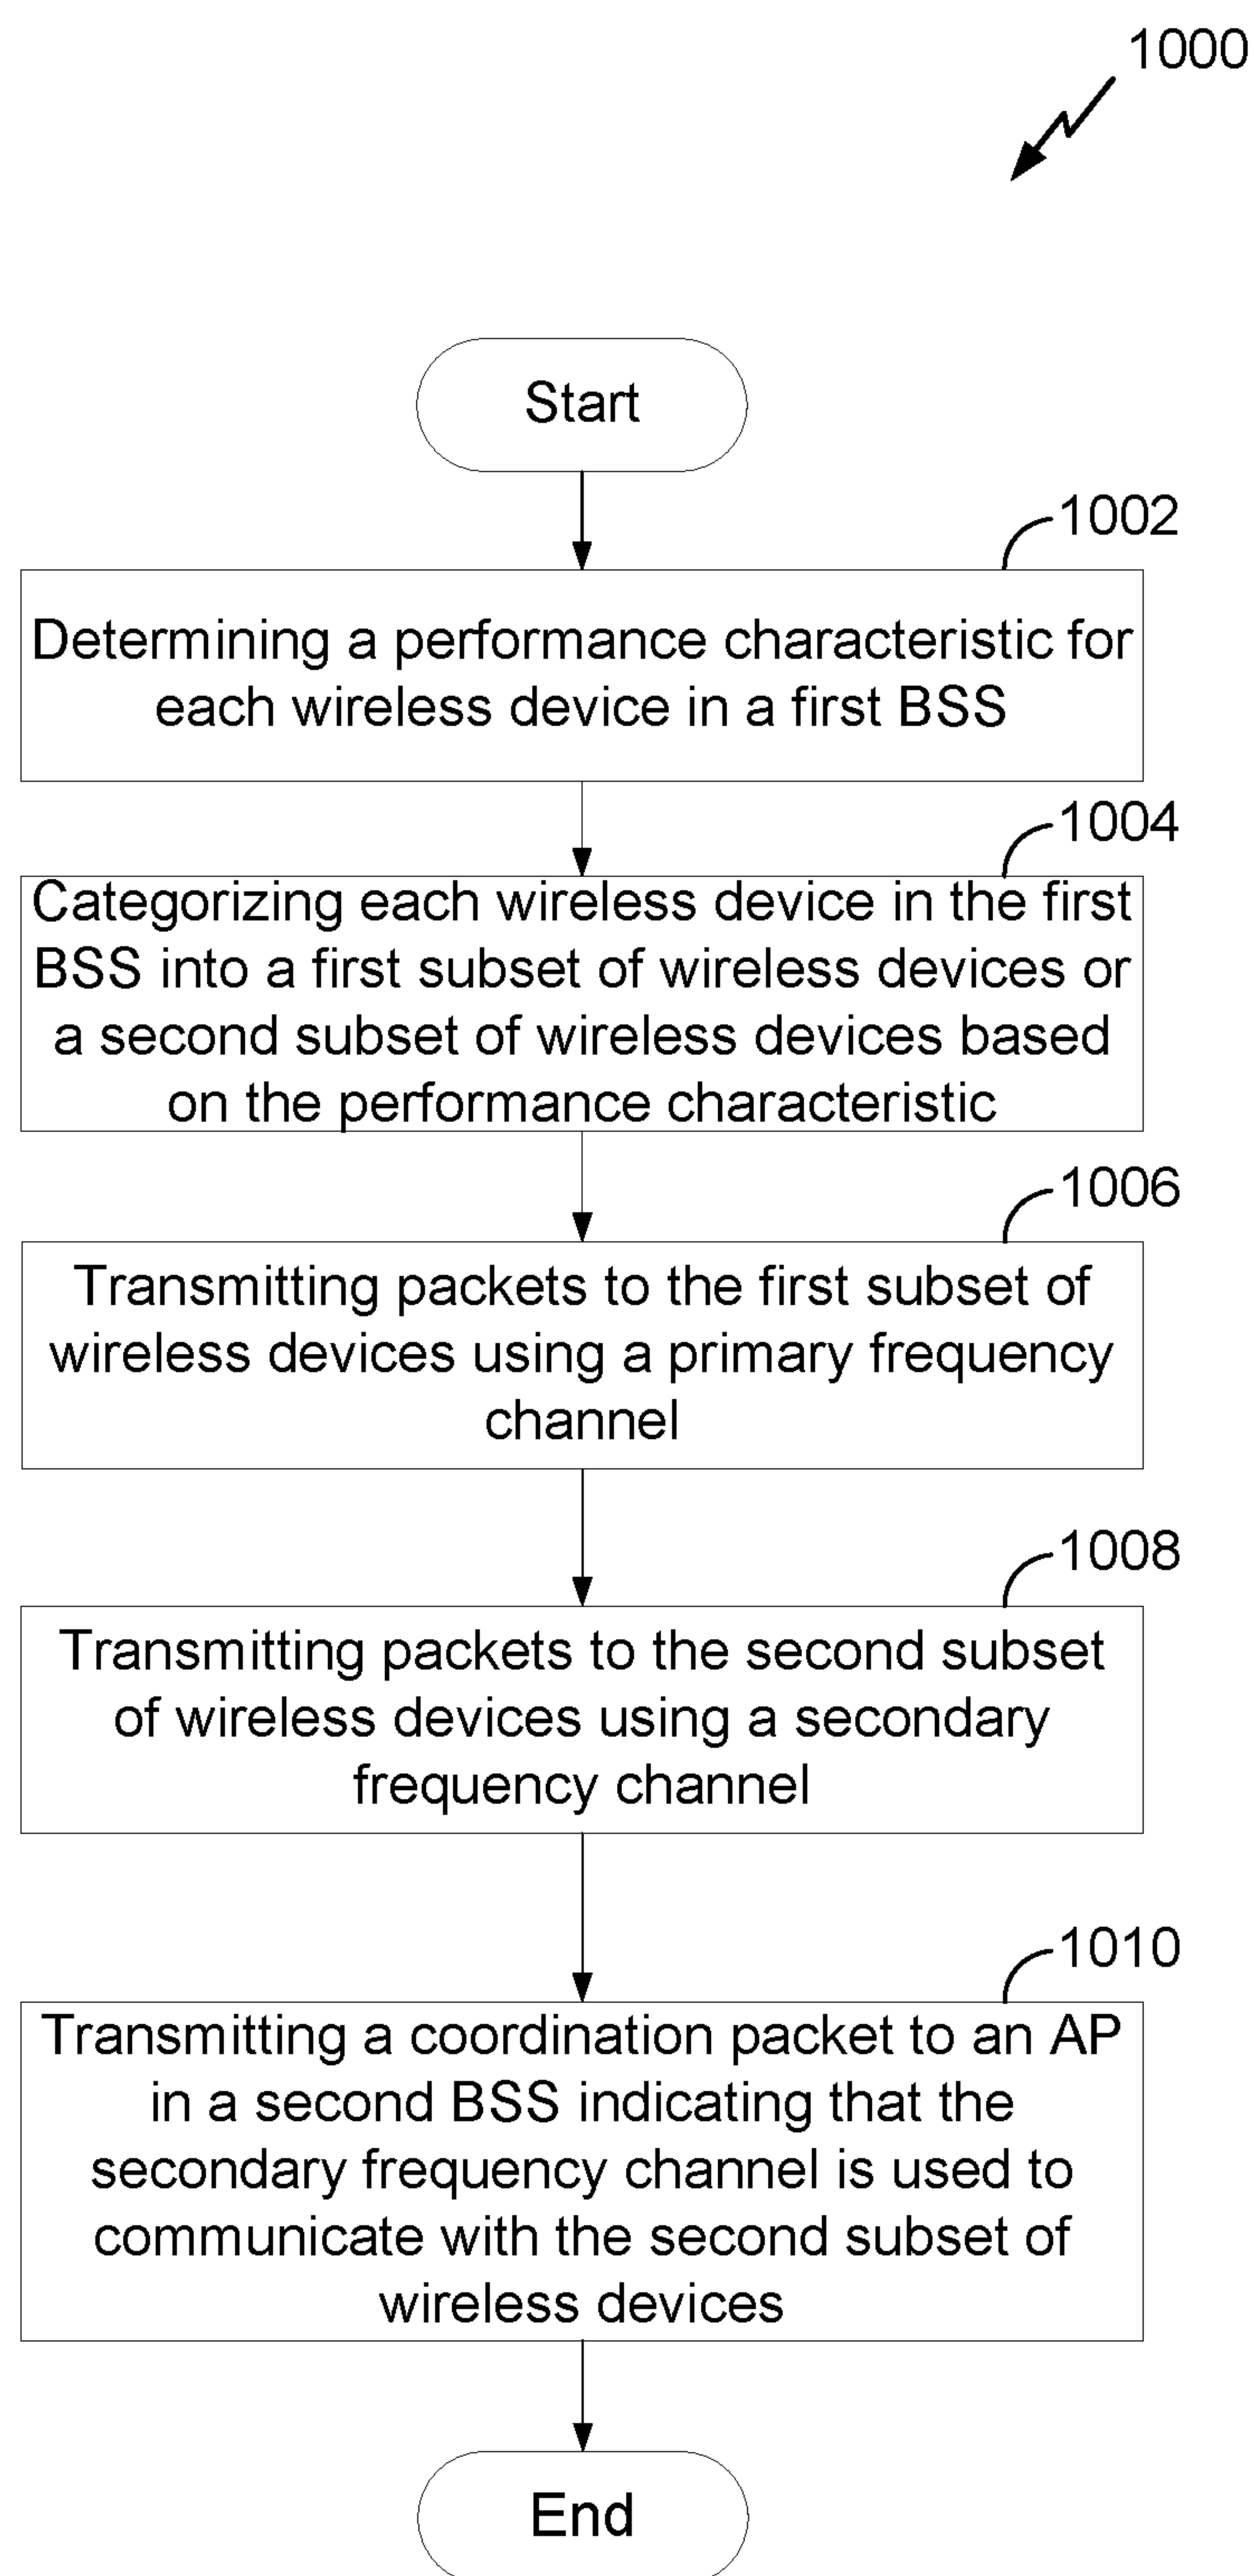 1000
Start
1002
Determining a performance characteristic for
each wireless device in a first BSS
1004
Categorizing each wireless device in the first
BSS into a first subset of wireless devices or
a second subset of wireless devices based
on the performance characteristic
1006
Transmitting packets to the first subset of
wireless devices using a primary frequency
channel
1008
Transmitting packets to the second subset
of wireless devices using a secondary
frequency channel
1010
Transmitting a coordination packet to an AP
in a second BSS indicating that the
secondary frequency channel is used to
communicate with the second subset of
wireless devices
End